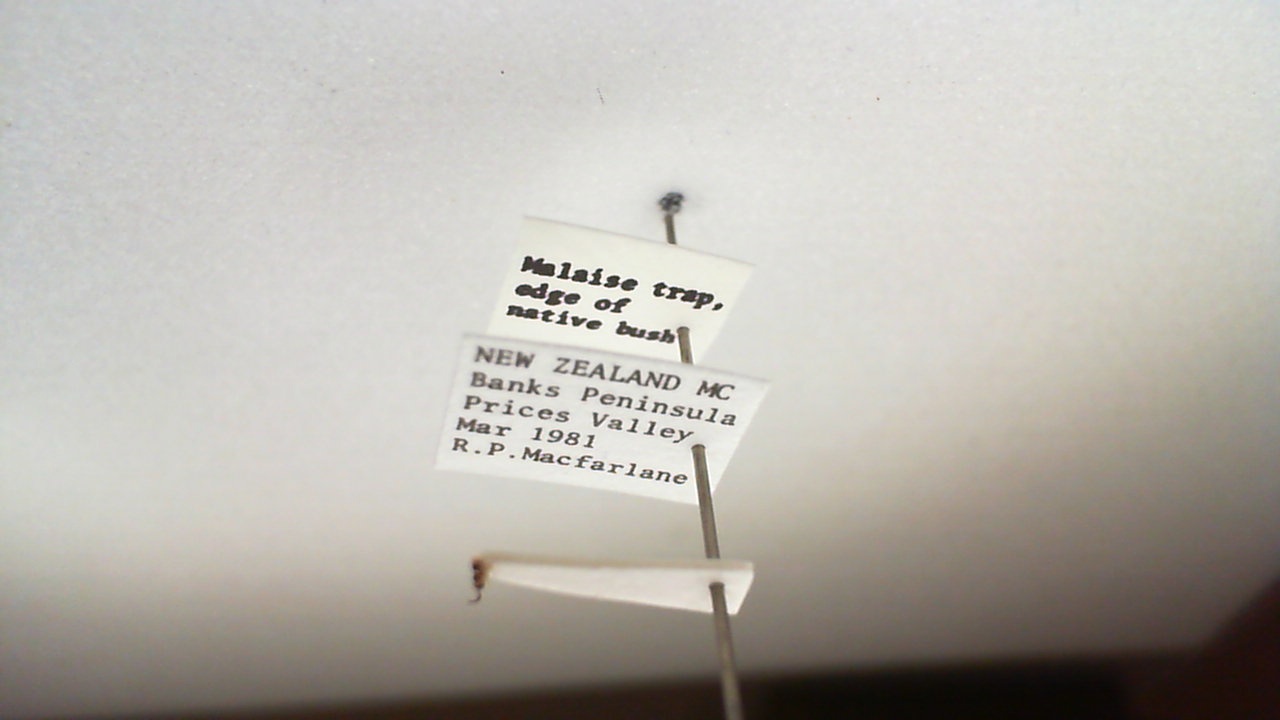 Malaise trap,
edge of
native bush
NEW ZEALAND MC
Banks Peninsula
Prices Valley
Mar 1981
R.P.Macfarlane